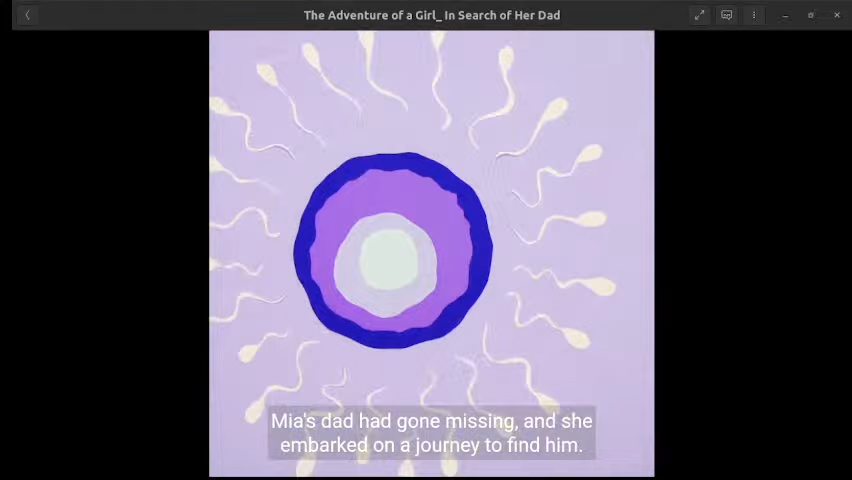 The Adventure of a Girl_ In Search of Her Dad
Mia's dad had gone missing, and she
embarked on a journey to find him.